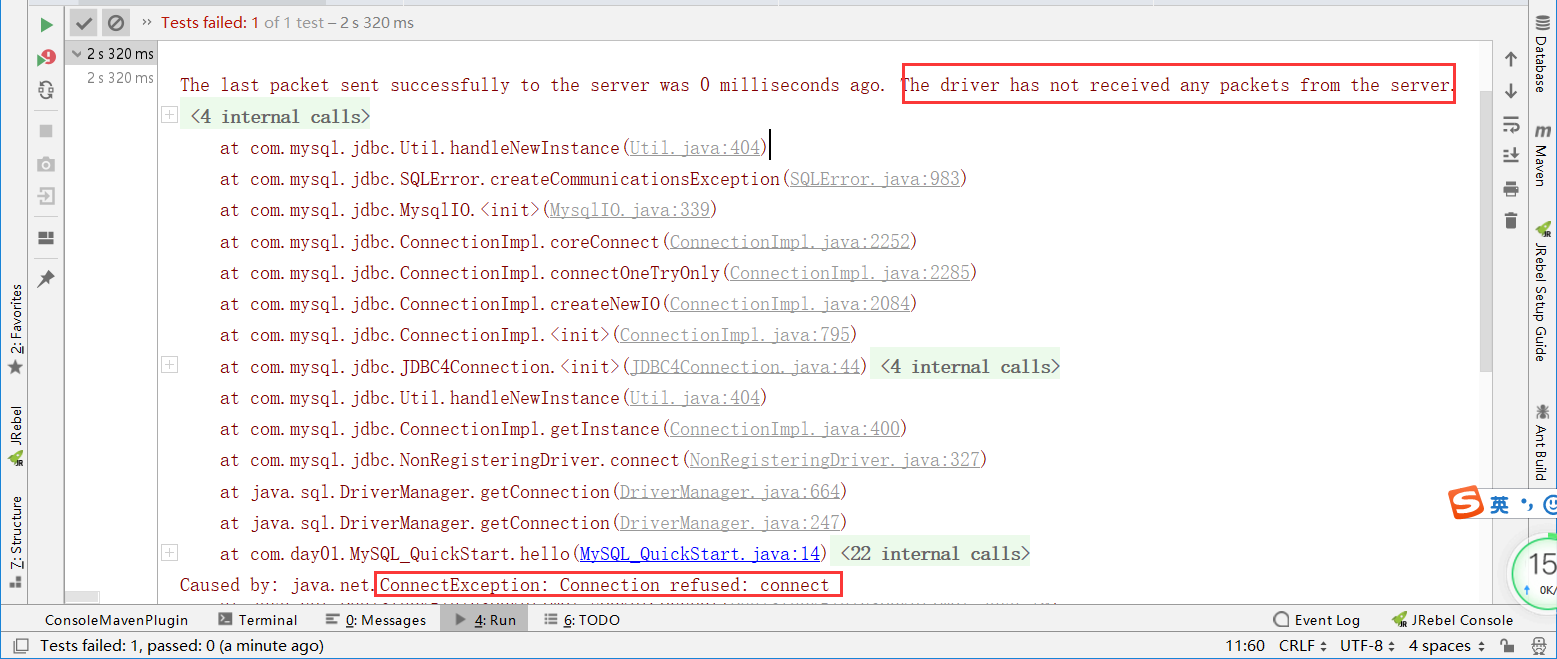 Tests failed: 1 of 1 test – 2 s 320 ms
2 s 320 ms
2 s 320 ms
The last packet sent successfully to the server was 0 milliseconds ago. The driver has not received any packets from the server.
<4 internal calls>
at com.mysql.jdbc.Util.handleNewInstance(Util.java:404)
at com.mysql.jdbc.SQLError.createCommunicationsException(SQLError.java:983)
at com.mysql.jdbc.MysqlIO.<init>(MysqlIO.java:339)
at com.mysql.jdbc.ConnectionImpl.coreConnect(ConnectionImpl.java:2252)
at com.mysql.jdbc.ConnectionImpl.connectOneTryOnly(ConnectionImpl.java:2285)
at com.mysql.jdbc.ConnectionImpl.createNewIO(ConnectionImpl.java:2084)
at com.mysql.jdbc.ConnectionImpl.<init>(ConnectionImpl.java:795)
at com.mysql.jdbc.JDBC4Connection.<init>(JDBC4Connection.java:44) <4 internal calls>
at com.mysql.jdbc.Util.handleNewInstance(Util.java:404)
at com.mysql.jdbc.ConnectionImpl.getInstance(ConnectionImpl.java:400)
at com.mysql.jdbc.NonRegisteringDriver.connect(NonRegisteringDriver.java:327)
at java.sql.DriverManager.getConnection(DriverManager.java:664)
at java.sql.DriverManager.getConnection(DriverManager.java:247)
at com.day01.MySQL_QuickStart.hello(MySQL_QuickStart.java:14) <22 internal calls>
Caused by: java.net.ConnectException: Connection refused: connect
2: Favorites
JRebel
7: Structure
Database
Maven
JRebel Setup Guide
Ant Build
英
15
0K/
ConsoleMavenPlugin
Terminal
0: Messages
4: Run
6: TODO
Event Log
JRebel Console
Tests failed: 1, passed: 0 (a minute ago)
11:60 CRLF UTF-8 4 spaces